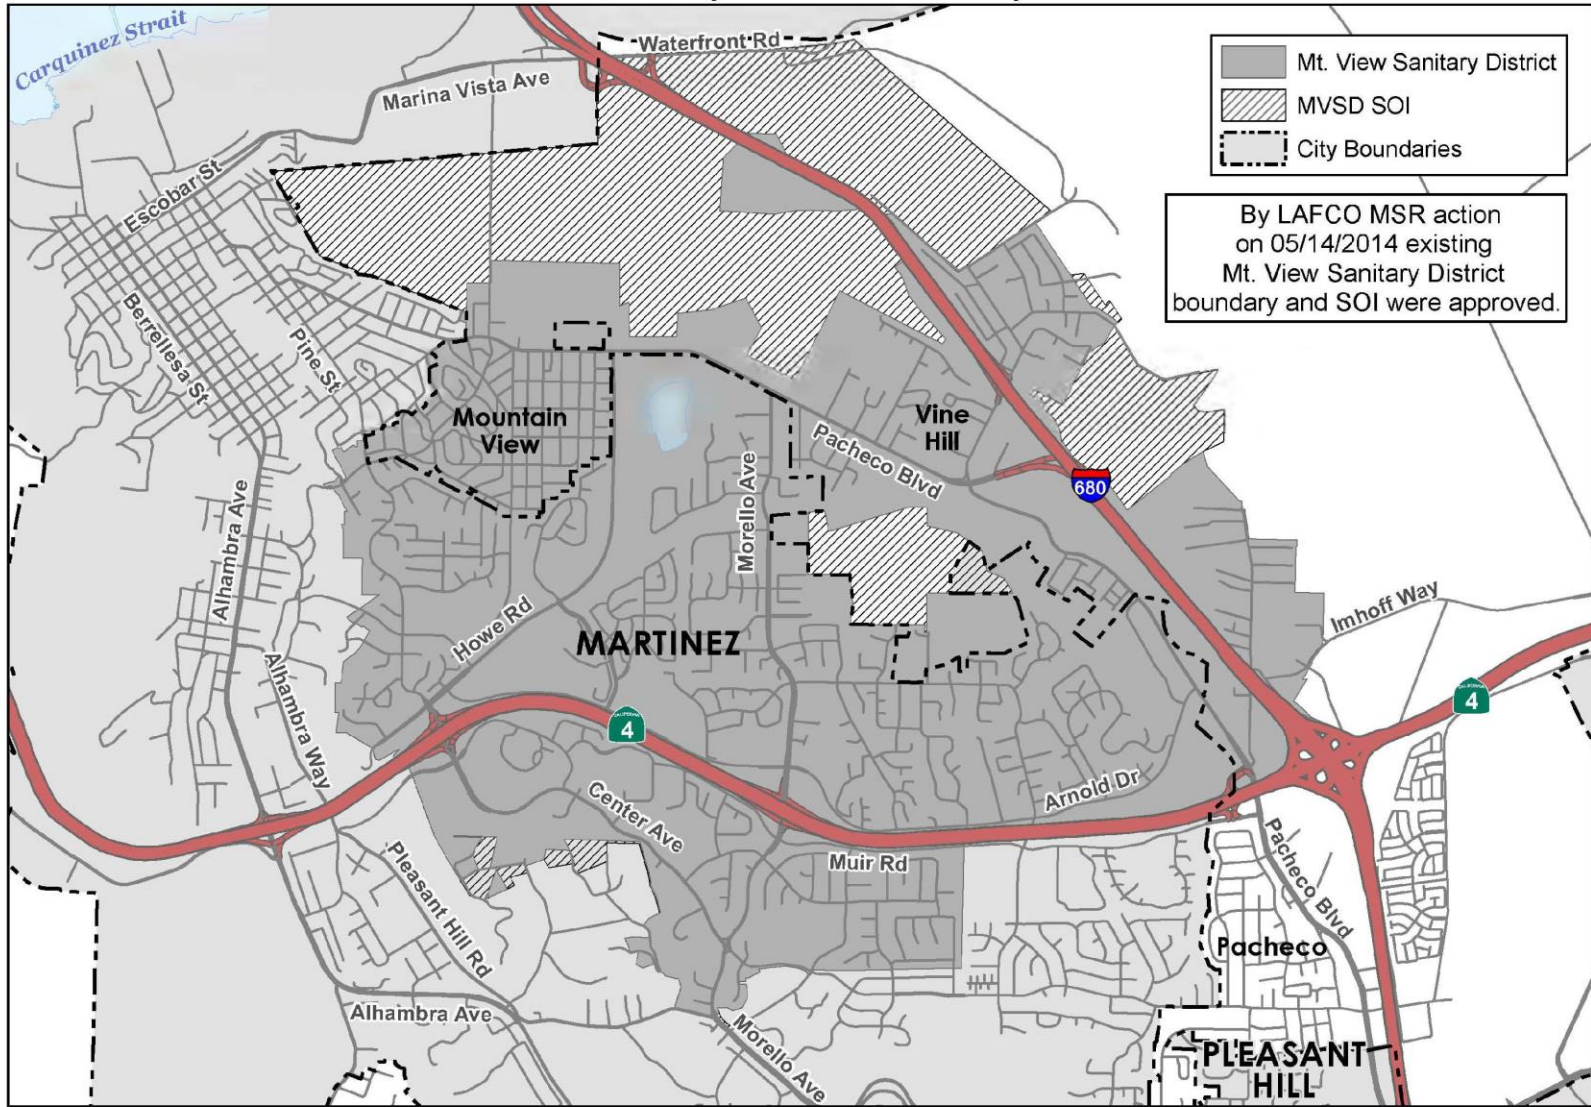 Carquinez Strait
Waterfront Rd
Marina Vista Ave
Mt. View Sanitary District
MVSD SOI
City Boundaries
By LAFCO MSR action
on 05/14/2014 existing
Mt. View Sanitary District
boundary and SOI were approved.
Escobar St
Berrellesa St
Pine St
Mountain
View
Vine
Hill
Pacheco Blvd
680
Morello Ave
Alhambra Ave
Howe Rd
MARTINEZ
Imhoff Way
Alhambra Way
CALIFORNIA
4
CALIFORNIA
4
Center Ave
Arnold Dr
Muir Rd
Pleasant Hill Rd
Pacheco Blvd
Pacheco
Alhambra Ave
Morello Ave
PLEASANT
HILL